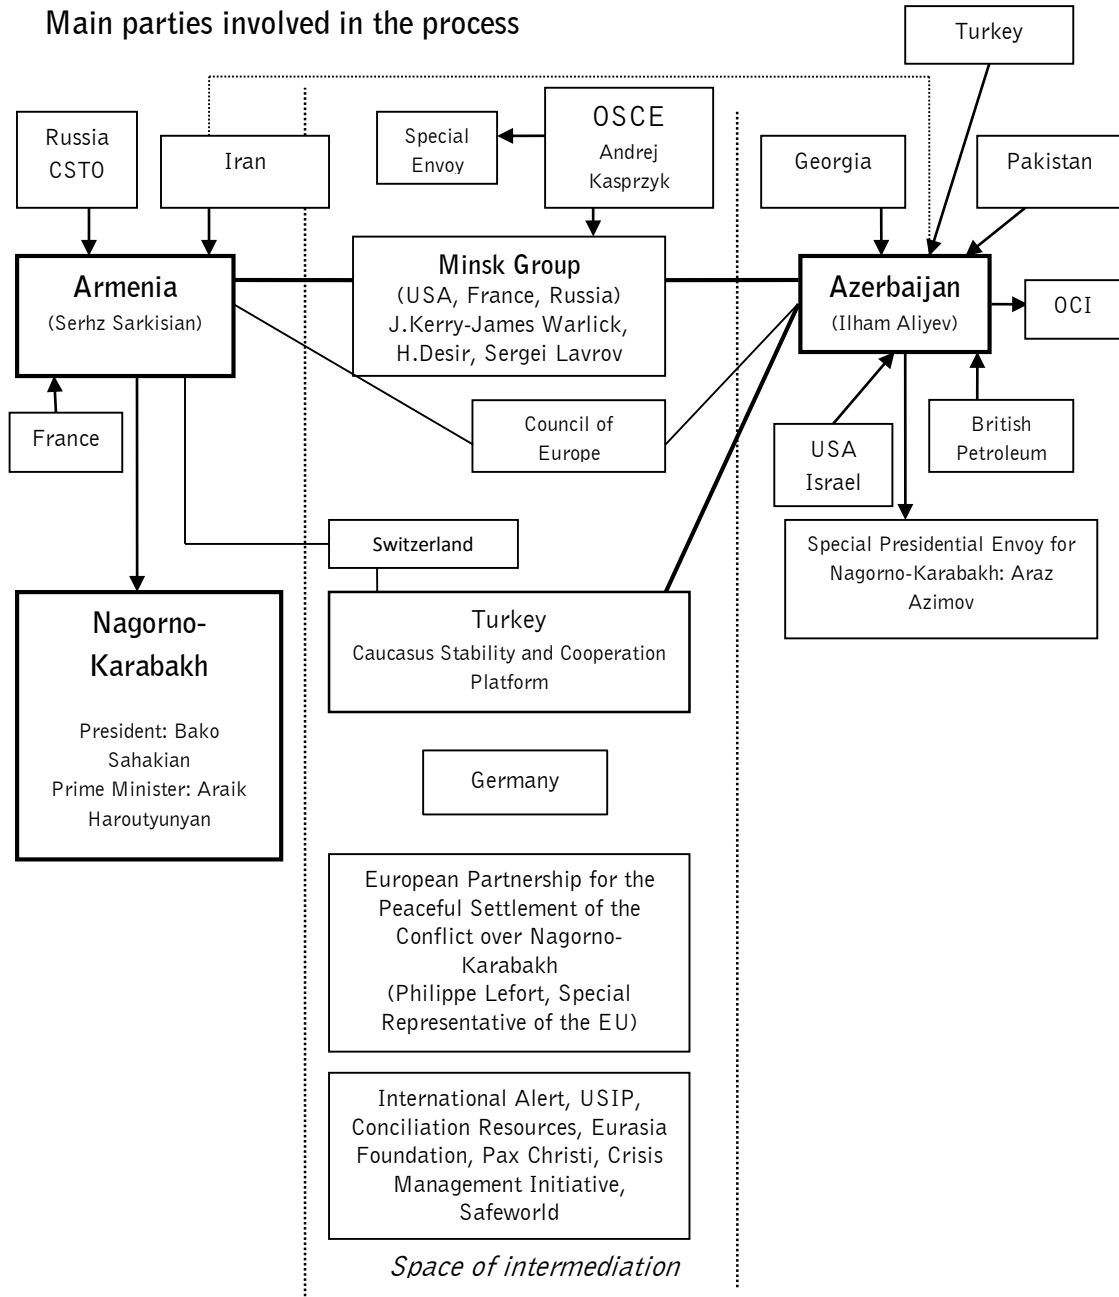 Main parties involved in the process
Turkey
Russia
CSTO
Iran
Special
Envoy
OSCE
Andrej
Kasprzyk
Georgia
Pakistan
Armenia
(Serhz Sarkisian)
Minsk Group
(USA, France, Russia)
J.Kerry-James Warlick,
H.Desir, Sergei Lavrov
Azerbaijan
(Ilham Aliyev)
OCI
France
Council of
Europe
USA
Israel
British
Petroleum
Switzerland
Special Presidential Envoy for
Nagorno-Karabakh: Araz
Azimov
Nagorno-
Karabakh
President: Bako
Sahakian
Prime Minister: Araik
Haroutyunyan
Turkey
Caucasus Stability and Cooperation
Platform
Germany
European Partnership for the
Peaceful Settlement of the
Conflict over Nagorno-
Karabakh
(Philippe Lefort, Special
Representative of the EU)
International Alert, USIP,
Conciliation Resources, Eurasia
Foundation, Pax Christi, Crisis
Management Initiative,
Safeworld
Space of intermediation